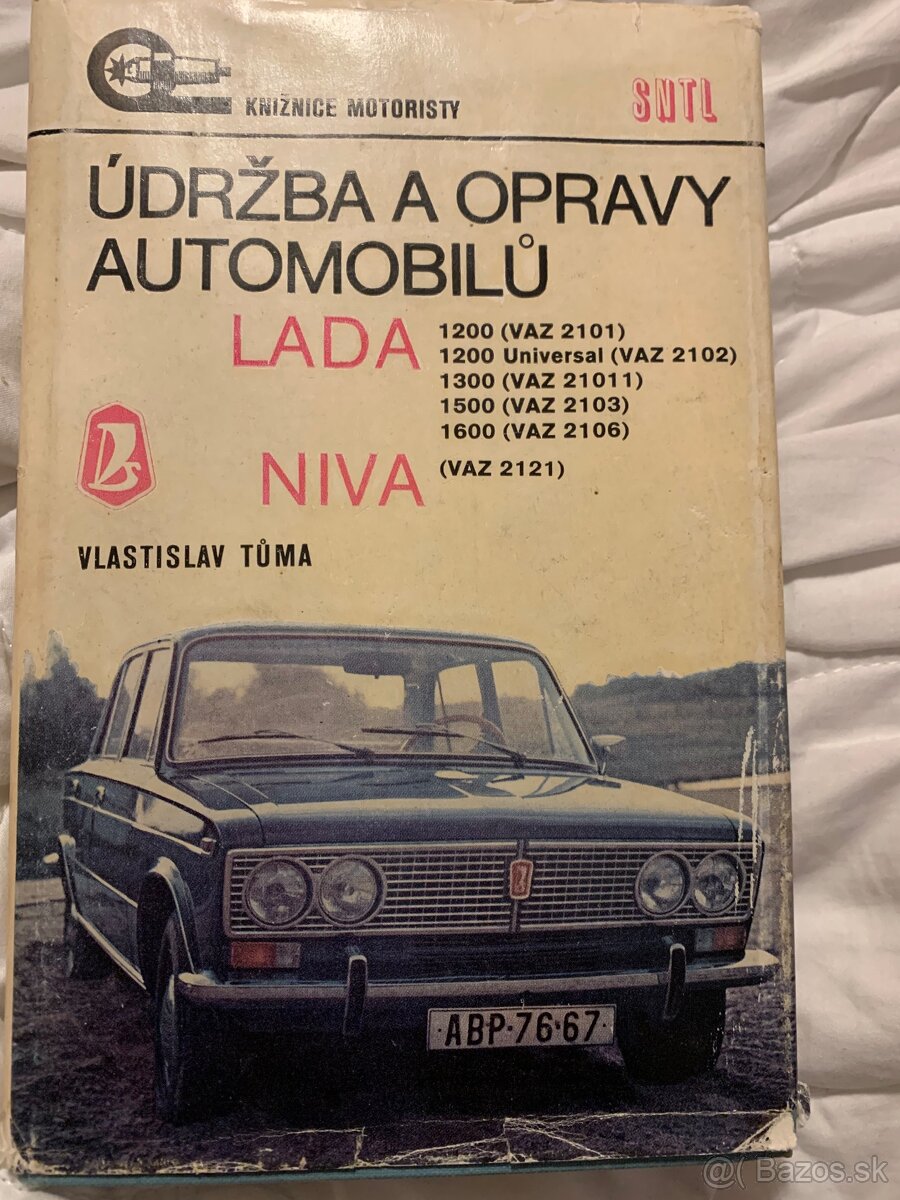 KNIŽNICE MOTORISTY
SNTL
ÚDRŽBA A OPRAVY
AUTOMOBILŮ
LADA
1200 (VAZ 2101)
1200 Universal (VAZ 2102)
1300 (VAZ 21011)
1500 (VAZ 2103)
1600 (VAZ 2106)
NIVA
(VAZ 2121)
VLASTISLAV TŮMA
ABP·76·67
@( Bazos.sk